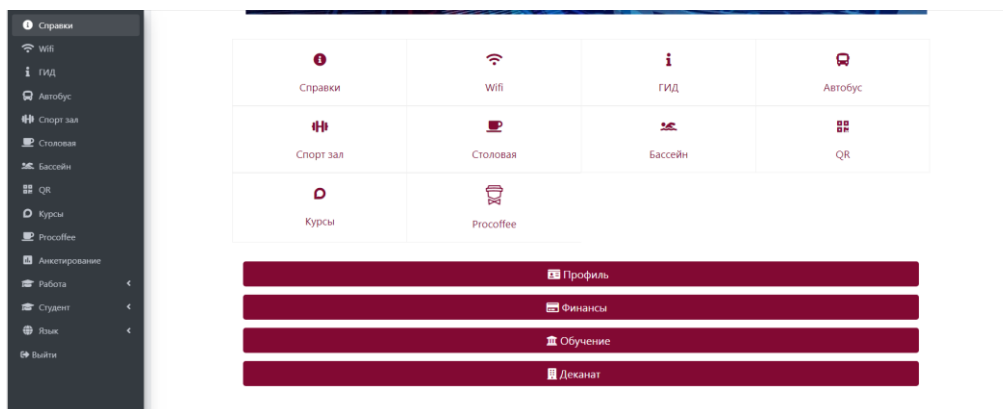 Справки
Wifi
ГИД
Автобус
Спорт зал
Столовая
Бассейн
QR
Курсы
Procoffee
Анкетирование
Работа
Студент
Язык
Выйти
Справки Wifi ГИД Автобус
Спорт зал Столовая Бассейн QR
Курсы Procoffee
Профиль
Финансы
Обучение
Деканат